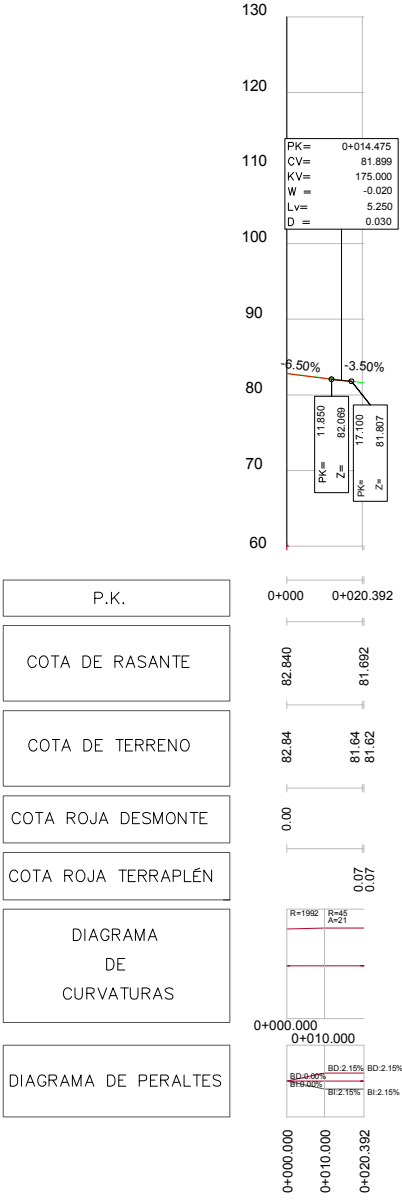 130
120
110
100
90
80
70
60
PK= 0+014.475
CV= 81.899
KV= 175.000
W = -0.020
Lv= 5.250
D = 0.030
-6.50%
-3.50%
PK= 11.850
Z= 82.069
PK= 17.100
Z= 81.807
P.K.
0+000
0+020.392
COTA DE RASANTE
82.840
81.692
COTA DE TERRENO
82.84
81.64
81.62
COTA ROJA DESMONTE
0.00
COTA ROJA TERRAPLÉN
0.07
0.07
DIAGRAMA
DE
CURVATURAS
R=1992
R=45
A=21
0+000.000
0+010.000
DIAGRAMA DE PERALTES
BD:0.00%
BI:0.00%
BD:2.15%
BD:2.15%
BI:2.15%
BI:2.15%
0+000.000
0+010.000
0+020.392